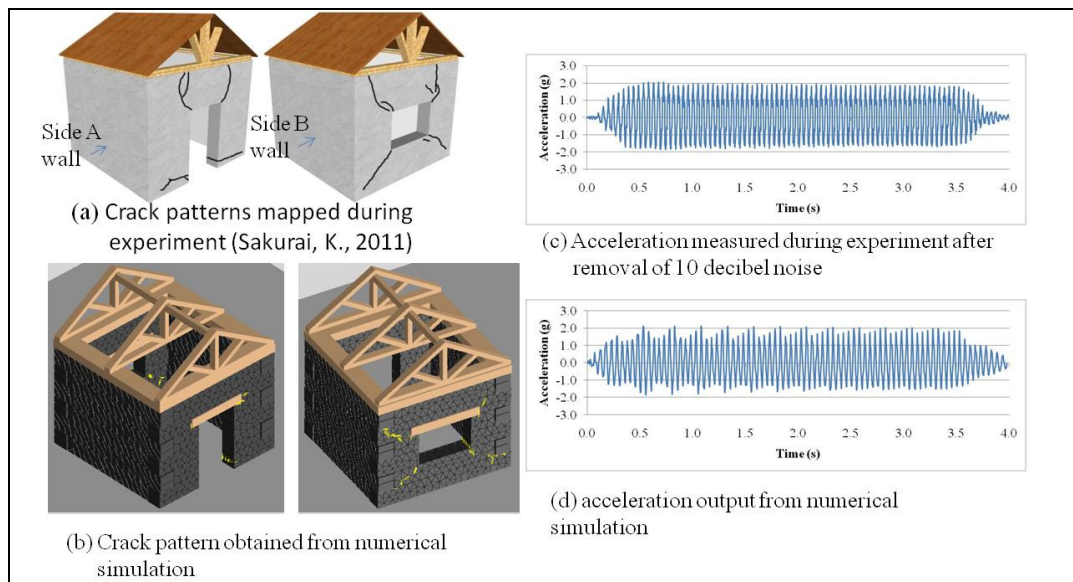 Side A
wall
Side B
wall
(a) Crack patterns mapped during
experiment (Sakurai, K., 2011)
(b) Crack pattern obtained from numerical
simulation
3.0
2.0
1.0
0.0
-1.0
-2.0
-3.0
Acceleration (g)
0.0 0.5 1.0 1.5 2.0 2.5 3.0 3.5 4.0
Time (s)
(c) Acceleration measured during experiment after
removal of 10 decibel noise
3.0
2.0
1.0
0.0
-1.0
-2.0
-3.0
Acceleration (g)
0.0 0.5 1.0 1.5 2.0 2.5 3.0 3.5 4.0
Time (s)
(d) acceleration output from numerical
simulation